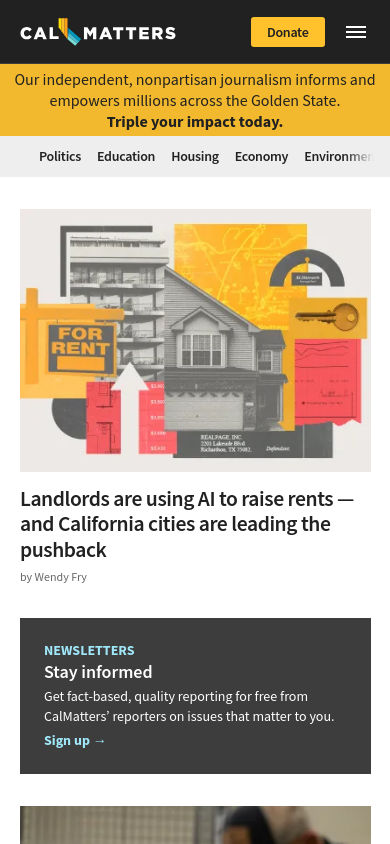 CALMATTERS
Donate
Our independent, nonpartisan journalism informs and
empowers millions across the Golden State.
Triple your impact today.
Politics Education Housing Economy Environmen
FOR
RENT
REALPAGE, INC
2201 Lakeside Blvd
Richardson, TX 75082,
Defendant.
Landlords are using AI to raise rents —
and California cities are leading the
pushback
by Wendy Fry
NEWSLETTERS
Stay informed
Get fact-based, quality reporting for free from
CalMatters’ reporters on issues that matter to you.
Sign up →